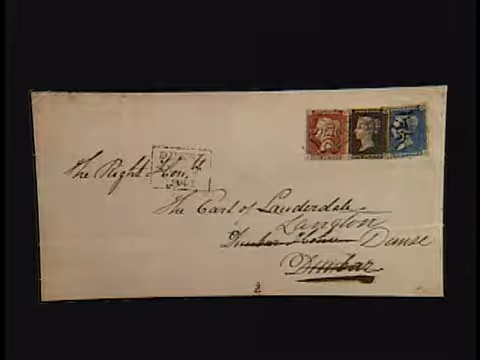 The Right Hon.ble
The Earl of Lauderdale
Langton
Dunbar House Dunse
Dunbar